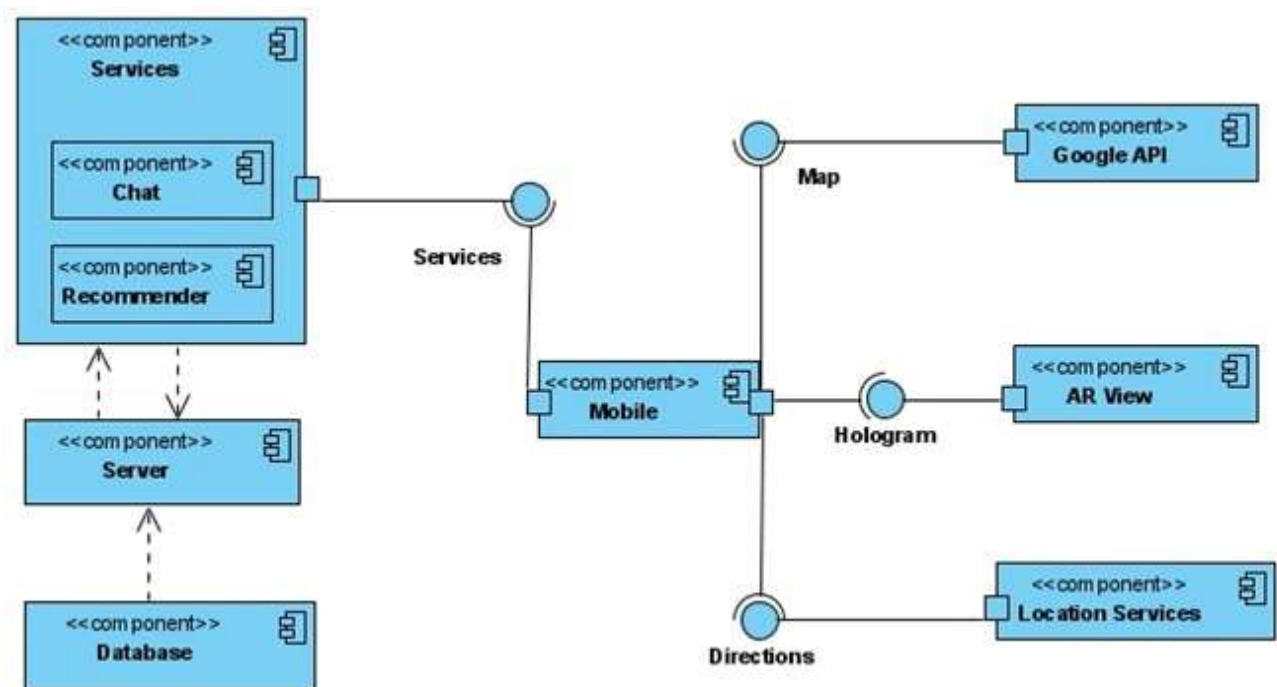 <<component>>
Services
<<component>>
Chat
<<component>>
Recommender
<<component>>
Server
<<component>>
Database
Services
<<component>>
Mobile
Map
Hologram
Directions
<<component>>
Google API
<<component>>
AR View
<<component>>
Location Services